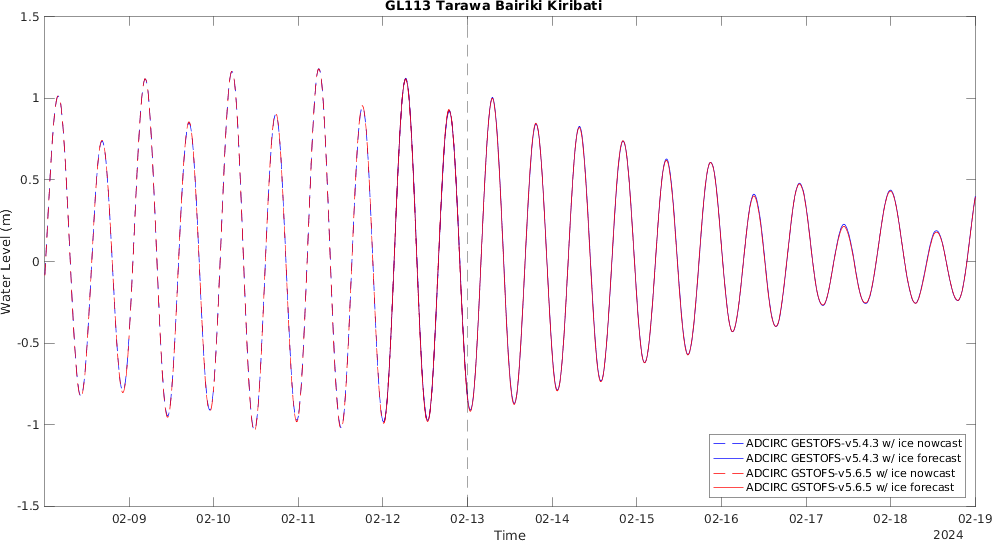 GL113 Tarawa Bairiki Kiribati
1.5
1
0.5
0
-0.5
-1
-1.5
Water Level (m)
ADCIRC GESTOFS-v5.4.3 w/ ice nowcast
ADCIRC GESTOFS-v5.4.3 w/ ice forecast
ADCIRC GSTOFS-v5.6.5 w/ ice nowcast
ADCIRC GSTOFS-v5.6.5 w/ ice forecast
02-09 02-10 02-11 02-12 02-13 02-14 02-15 02-16 02-17 02-18 02-19
Time
2024